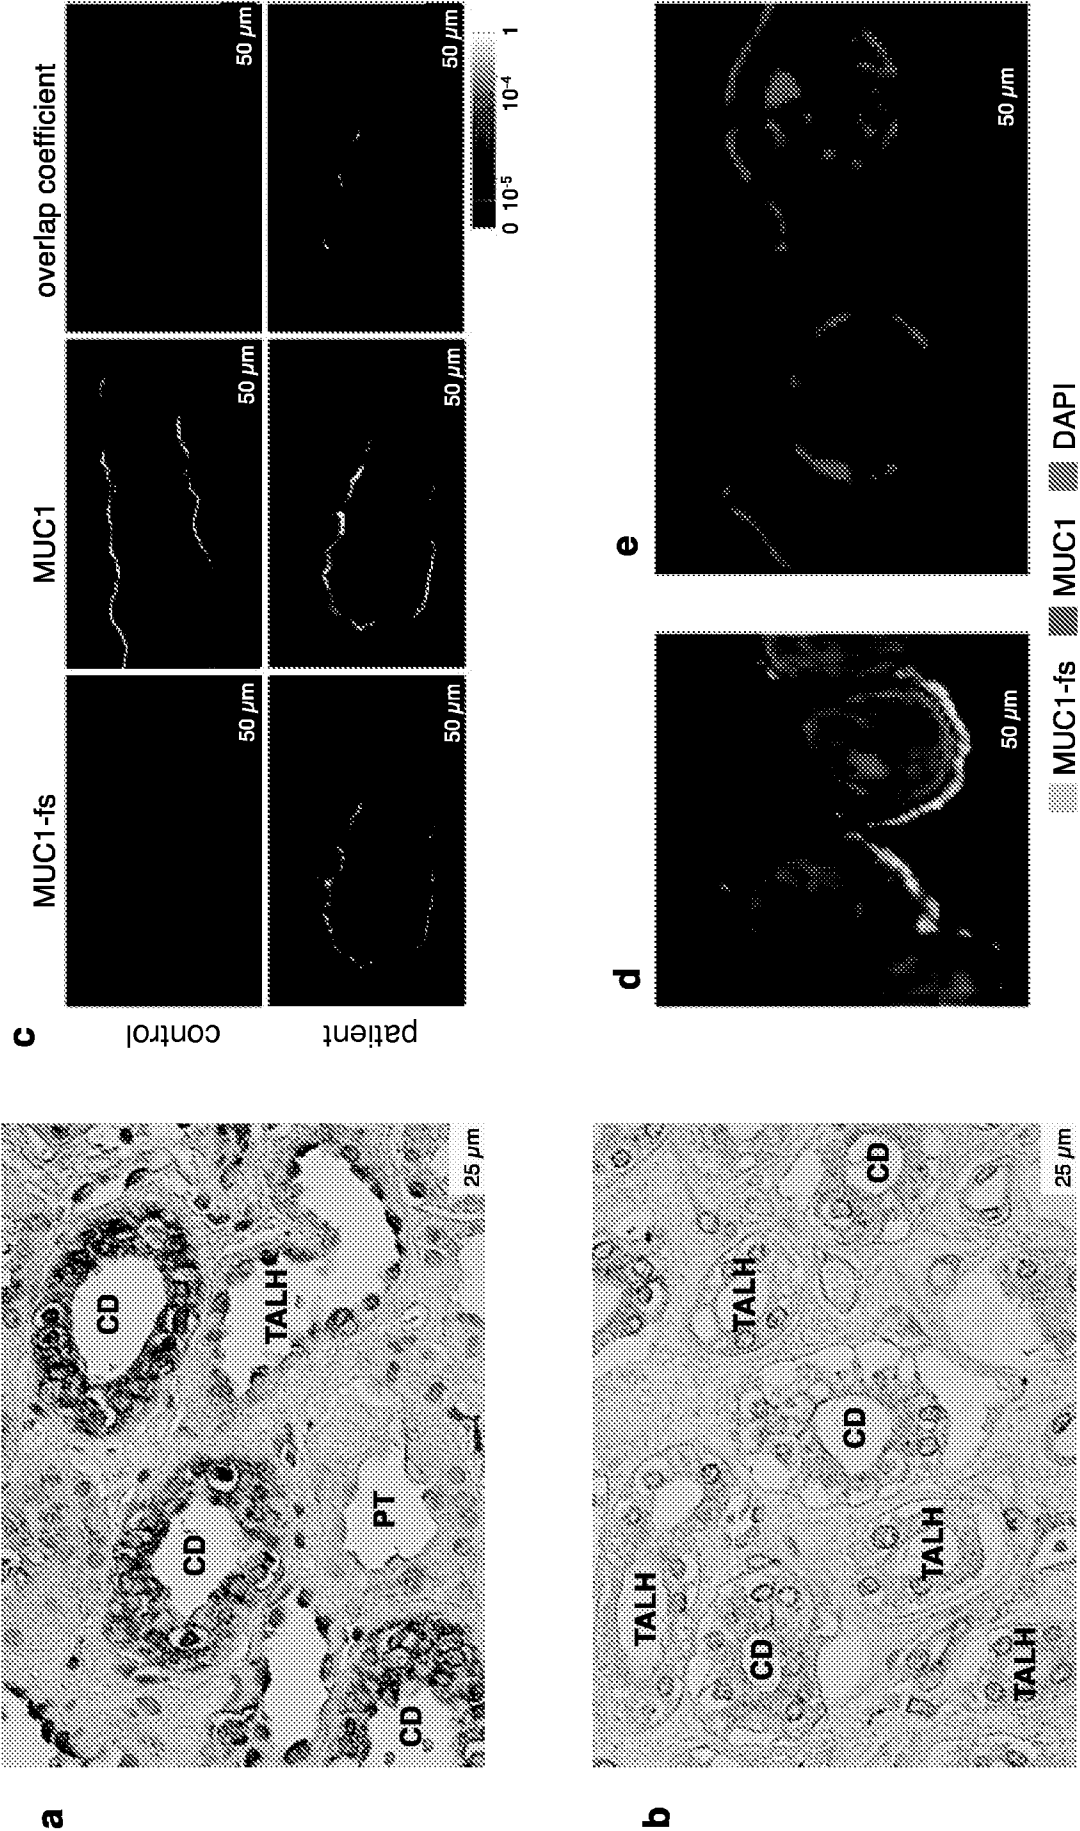 a
CD
CD
CD
TALH
PT
25 µm
b
TALH
CD
CD
TALH
TALH
TALH
CD
25 µm
c
MUC1-fs
MUC1
overlap coefficient
control
50 µm
50 µm
50 µm
patient
50 µm
50 µm
50 µm
0 10-5 10-4 1
d
50 µm
e
50 µm
MUC1-fs MUC1 DAPI